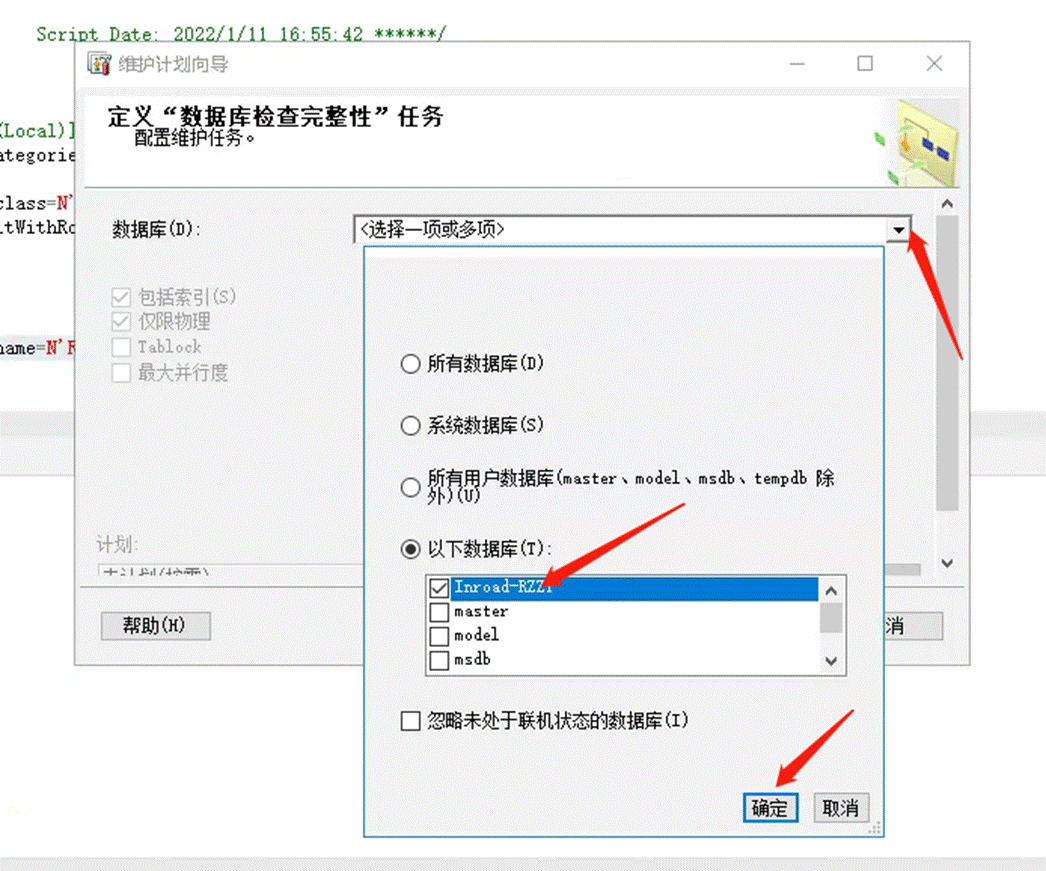 Script Date: 2022/1/11 16:55:42 ******/
维护计划向导
定义“数据库检查完整性”任务
配置维护任务。
(Local)]
ategorie
class=N'
tWithRo
name=N'R
数据库(D):
<选择一项或多项>
包括索引(S)
仅限物理
Tablock
最大并行度
所有数据库(D)
系统数据库(S)
所有用户数据库(master、model、msdb、tempdb 除
外)(U)
以下数据库(T):
Inroad-RZZY
master
model
msdb
忽略未处于联机状态的数据库(I)
计划:
帮助(H)
消
确定
取消